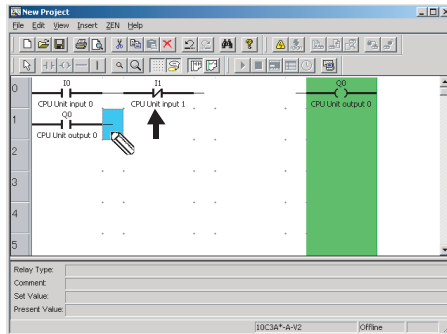 New Project
File Edit View Insert ZEN Help
0
I0
I1
Q0
CPU Unit input 0
CPU Unit input 1
CPU Unit output 0
1
Q0
CPU Unit output 0
2
3
4
5
Relay Type:
Comment:
Set Value:
Present Value:
10C3A*-A-V2
Offline